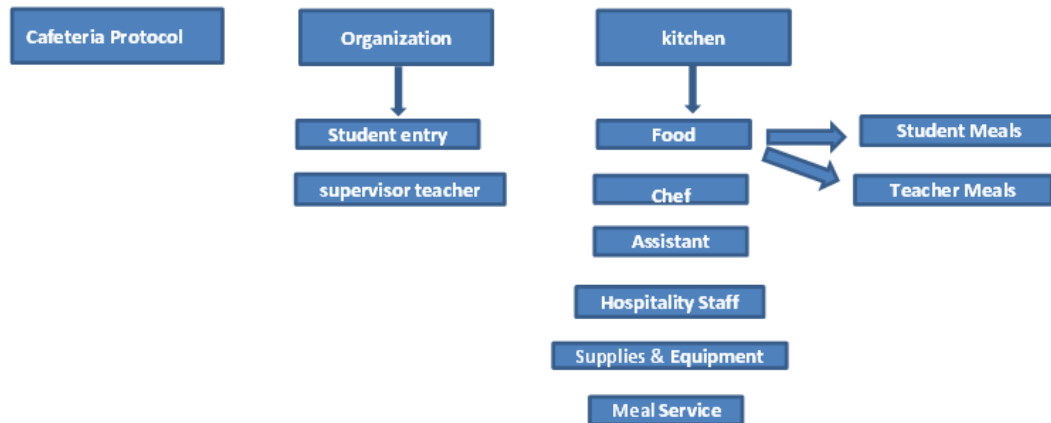 Cafeteria Protocol
Organization
kitchen
Student entry
Food
Student Meals
supervisor teacher
Chef
Teacher Meals
Assistant
Hospitality Staff
Supplies & Equipment
Meal Service